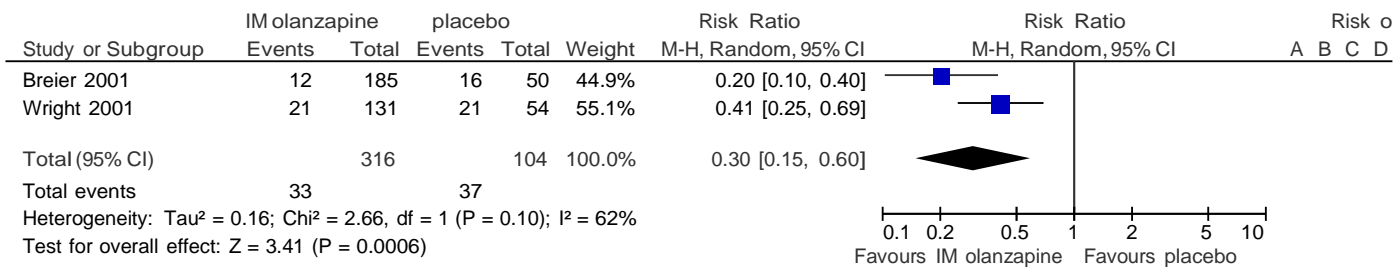 IM olanzapine placebo Risk Ratio Risk Ratio Risk o
Study or Subgroup Events Total Events Total Weight M-H, Random, 95% CI M-H, Random, 95% CI A B C D
Breier 2001 12 185 16 50 44.9% 0.20 [0.10, 0.40]
Wright 2001 21 131 21 54 55.1% 0.41 [0.25, 0.69]
Total (95% CI) 316 104 100.0% 0.30 [0.15, 0.60]
Total events 33 37
Heterogeneity: Tau² = 0.16; Chi² = 2.66, df = 1 (P = 0.10); I² = 62%
Test for overall effect: Z = 3.41 (P = 0.0006)
0.1 0.2 0.5 1 2 5 10
Favours IM olanzapine Favours placebo